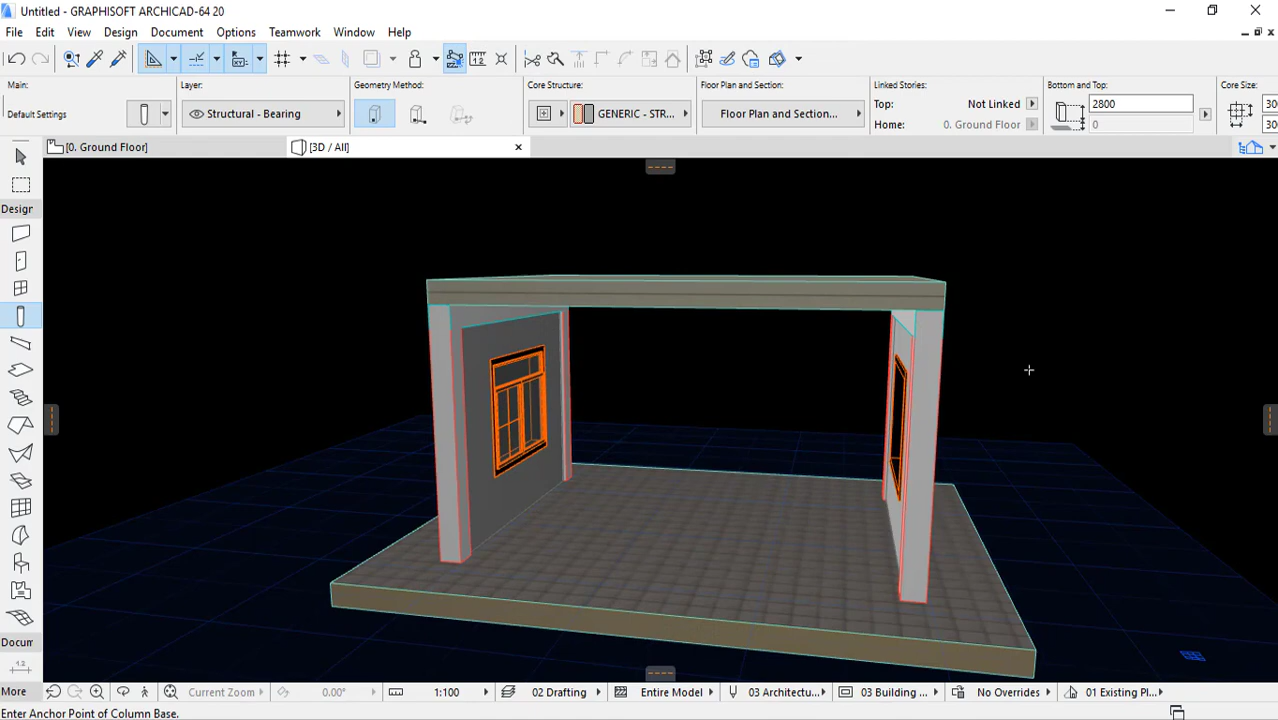 Untitled - GRAPHISOFT ARCHICAD-64 20
File Edit View Design Document Options Teamwork Window Help
Main: Layer: Geometry Method: Core Structure: Floor Plan and Section: Linked Stories: Bottom and Top: Core Size:
Default Settings Structural - Bearing GENERIC - STR... Floor Plan and Section... Top: Not Linked 2800
Home: 0. Ground Floor 0
[0. Ground Floor] [3D / All]
Design
Docum
1.2
More Current Zoom 0.00° 1:100 02 Drafting Entire Model 03 Architectu... 03 Building ... No Overrides 01 Existing Pl...
Enter Anchor Point of Column Base.